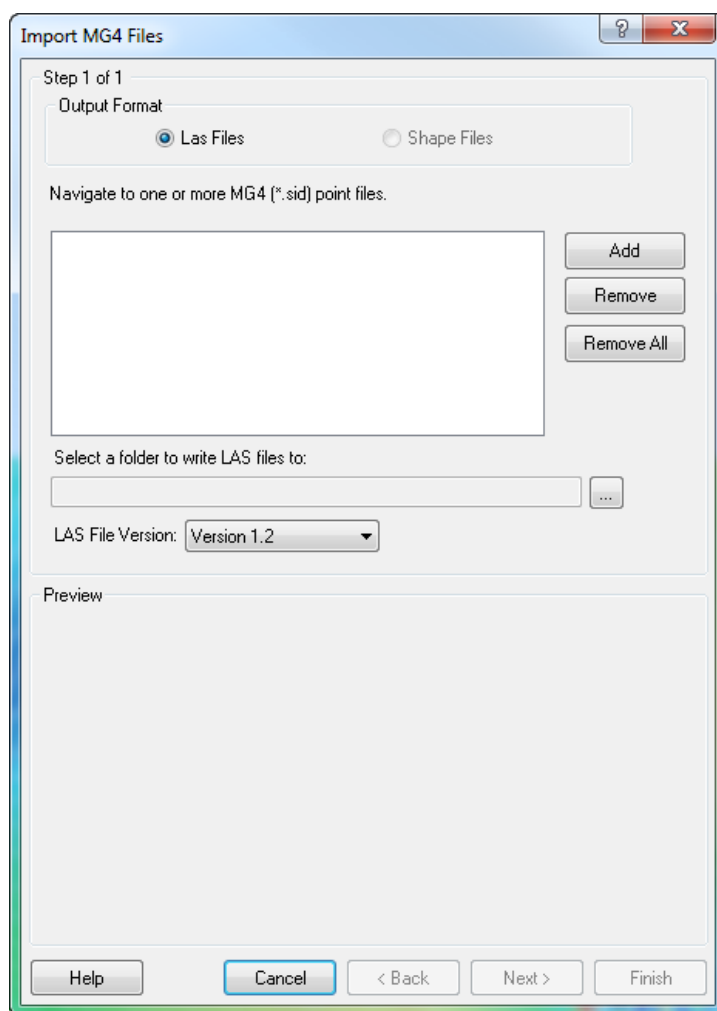 Import MG4 Files
?
Step 1 of 1
Output Format
Las Files Shape Files
Navigate to one or more MG4 (*.sid) point files.
Add
Remove
Remove All
Select a folder to write LAS files to:
...
LAS File Version: Version 1.2
Preview
Help Cancel < Back Next > Finish